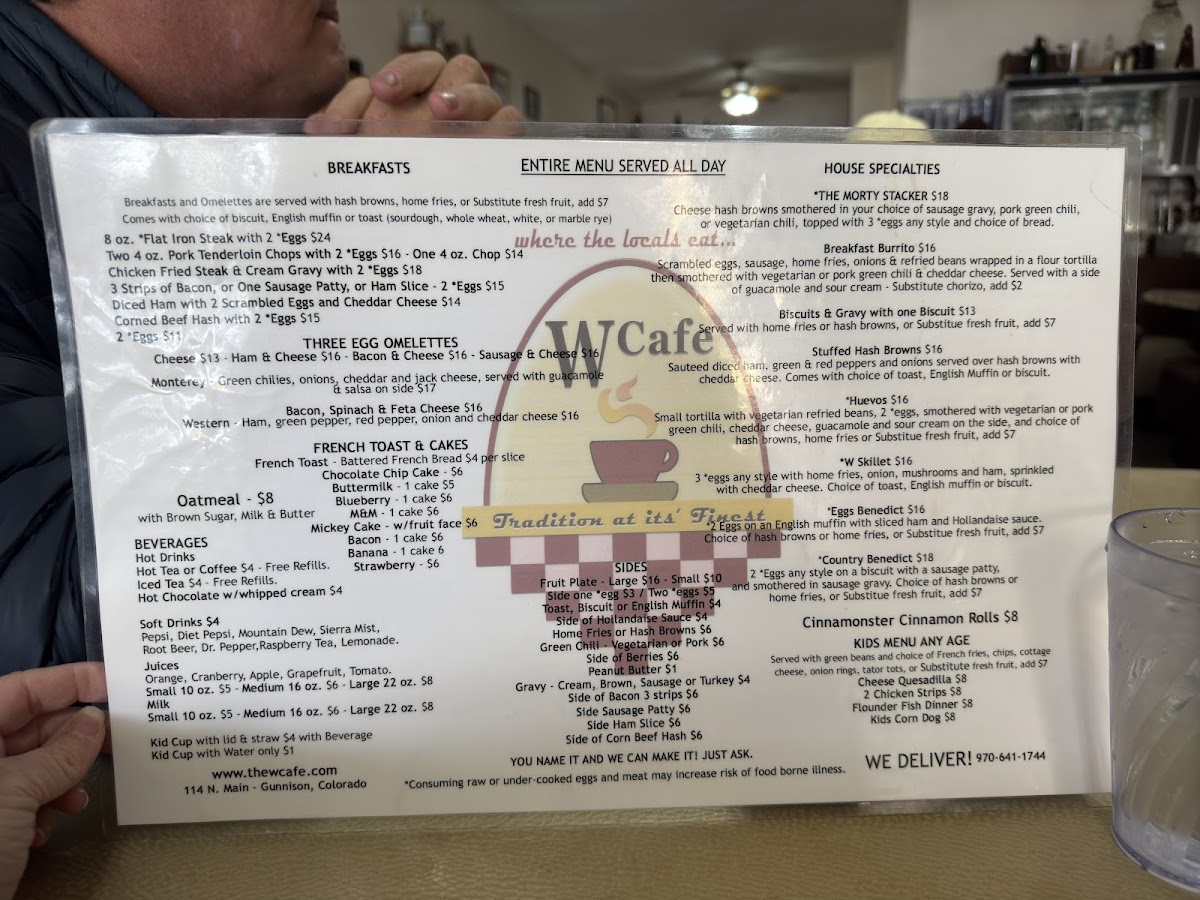 BREAKFASTS
Breakfasts and Omelettes are served with hash browns, home fries, or Substitute fresh fruit, add $7
Comes with choice of biscuit, English muffin or toast (sourdough, whole wheat, white, or marble rye)
8 oz. *Flat Iron Steak with 2 *Eggs $24
Two 4 oz. Pork Tenderloin Chops with 2 *Eggs $16 - One 4 oz. Chop $14
Chicken Fried Steak & Cream Gravy with 2 *Eggs $18
3 Strips of Bacon, or One Sausage Patty, or Ham Slice - 2 *Eggs $15
Diced Ham with 2 Scrambled Eggs and Cheddar Cheese $14
Corned Beef Hash with 2 *Eggs $15
2 *Eggs $11
THREE EGG OMELETTES
Cheese $13 - Ham & Cheese $16 - Bacon & Cheese $16 - Sausage & Cheese $16
Monterey - Green chilies, onions, cheddar and jack cheese, served with guacamole
& salsa on side $17
Bacon, Spinach & Feta Cheese $16
Western - Ham, green pepper, red pepper, onion and cheddar cheese $16
FRENCH TOAST & CAKES
French Toast - Battered French Bread $4 per slice
Chocolate Chip Cake - $6
Buttermilk - 1 cake $5
Blueberry - 1 cake $6
M&M - 1 cake $6
Mickey Cake - w/fruit face $6
Bacon - 1 cake $6
Banana - 1 cake 6
Strawberry - $6
Oatmeal - $8
with Brown Sugar, Milk & Butter
BEVERAGES
Hot Drinks
Hot Tea or Coffee $4 - Free Refills.
Iced Tea $4 - Free Refills.
Hot Chocolate w/whipped cream $4
Soft Drinks $4
Pepsi, Diet Pepsi, Mountain Dew, Sierra Mist,
Root Beer, Dr. Pepper,Raspberry Tea, Lemonade.
Juices
Orange, Cranberry, Apple, Grapefruit, Tomato.
Small 10 oz. $5 - Medium 16 oz. $6 - Large 22 oz. $8
Milk
Small 10 oz. $5 - Medium 16 oz. $6 - Large 22 oz. $8
Kid Cup with lid & straw $4 with Beverage
Kid Cup with Water only $1
www.thewcafe.com
114 N. Main - Gunnison, Colorado
ENTIRE MENU SERVED ALL DAY
where the locals eat...
W Café
Tradition at its' Finest
SIDES
Fruit Plate - Large $16 - Small $10
Side one *egg $3 / Two *eggs $5
Toast, Biscuit or English Muffin $4
Side of Hollandaise Sauce $4
Home Fries or Hash Browns $6
Green Chili - Vegetarian or Pork $6
Side of Berries $6
Peanut Butter $1
Gravy - Cream, Brown, Sausage or Turkey $4
Side of Bacon 3 strips $6
Side Sausage Patty $6
Side Ham Slice $6
Side of Corn Beef Hash $6
YOU NAME IT AND WE CAN MAKE IT! JUST ASK.
*Consuming raw or under-cooked eggs and meat may increase risk of food borne illness.
HOUSE SPECIALTIES
*THE MORTY STACKER $18
Cheese hash browns smothered in your choice of sausage gravy, pork green chili,
or vegetarian chili, topped with 3 *eggs any style and choice of bread.
Breakfast Burrito $16
Scrambled eggs, sausage, home fries, onions & refried beans wrapped in a flour tortilla
then smothered with vegetarian or pork green chili & cheddar cheese. Served with a side
of guacamole and sour cream - Substitute chorizo, add $2
Biscuits & Gravy with one Biscuit $13
Served with home fries or hash browns, or Substitue fresh fruit, add $7
Stuffed Hash Browns $16
Sauteed diced ham, green & red peppers and onions served over hash browns with
cheddar cheese. Comes with choice of toast, English Muffin or biscuit.
*Huevos $16
Small tortilla with vegetarian refried beans, 2 *eggs, smothered with vegetarian or pork
green chili, cheddar cheese, guacamole and sour cream on the side, and choice of
hash browns, home fries or Substitue fresh fruit, add $7
*W Skillet $16
3 *eggs any style with home fries, onion, mushrooms and ham, sprinkled
with cheddar cheese. Choice of toast, English muffin or biscuit.
*Eggs Benedict $16
*2 Eggs on an English muffin with sliced ham and Hollandaise sauce.
Choice of hash browns or home fries, or Substitue fresh fruit, add $7
*Country Benedict $18
2 *Eggs any style on a biscuit with a sausage patty,
and smothered in sausage gravy. Choice of hash browns or
home fries, or Substitue fresh fruit, add $7
Cinnamonster Cinnamon Rolls $8
KIDS MENU ANY AGE
Served with green beans and choice of French fries, chips, cottage
cheese, onion rings, tator tots, or Substitute fresh fruit, add $7
Cheese Quesadilla $8
2 Chicken Strips $8
Flounder Fish Dinner $8
Kids Corn Dog $8
WE DELIVER! 970-641-1744